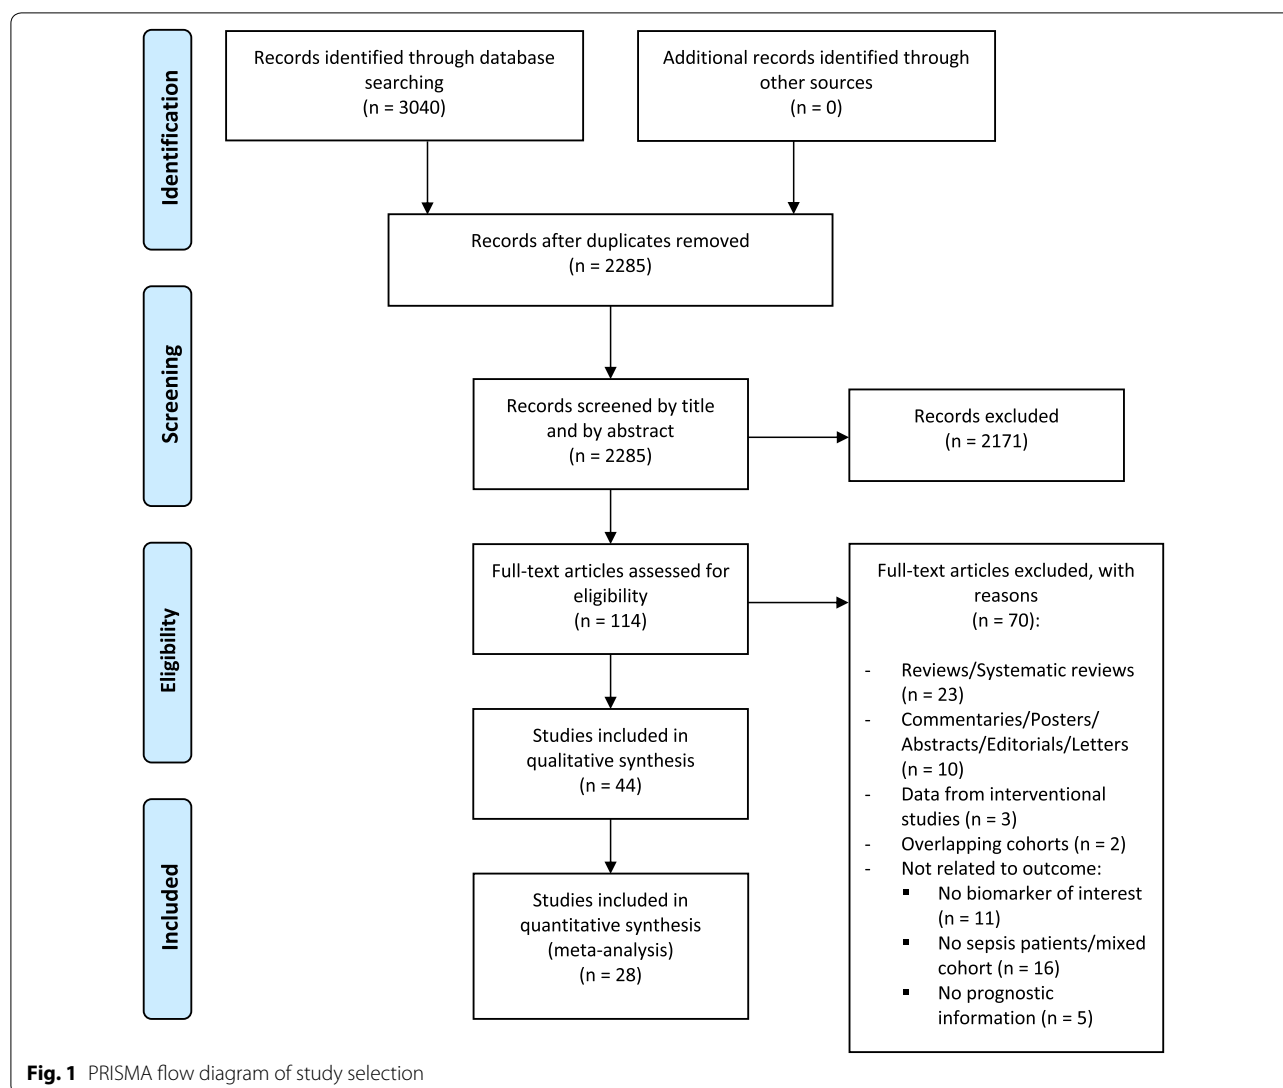 Identification
Records identified through database
searching
(n = 3040)
Additional records identified through
other sources
(n = 0)
Records after duplicates removed
(n = 2285)
Screening
Records screened by title
and by abstract
(n = 2285)
Records excluded
(n = 2171)
Eligibility
Full-text articles assessed for
eligibility
(n = 114)
Full-text articles excluded, with
reasons
(n = 70):
- Reviews/Systematic reviews
(n = 23)
- Commentaries/Posters/
Abstracts/Editorials/Letters
(n = 10)
- Data from interventional
studies (n = 3)
- Overlapping cohorts (n = 2)
- Not related to outcome:
▪ No biomarker of interest
(n = 11)
▪ No sepsis patients/mixed
cohort (n = 16)
▪ No prognostic
information (n = 5)
Studies included in
qualitative synthesis
(n = 44)
Included
Studies included in
quantitative synthesis
(meta-analysis)
(n = 28)
Fig. 1 PRISMA flow diagram of study selection